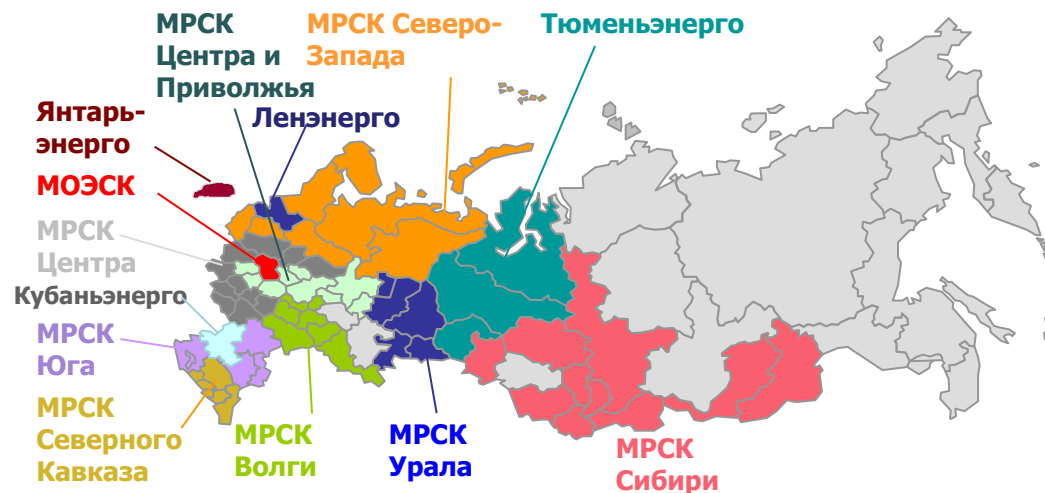 МРСК
Центра и
Приволжья
МРСК Северо-
Запада
Тюменьэнерго
Янтарь-
энерго
Ленэнерго
МОЭСК
МРСК
Центра
Кубаньэнерго
МРСК
Юга
МРСК
Северного
Кавказа
МРСК
Волги
МРСК
Урала
МРСК
Сибири